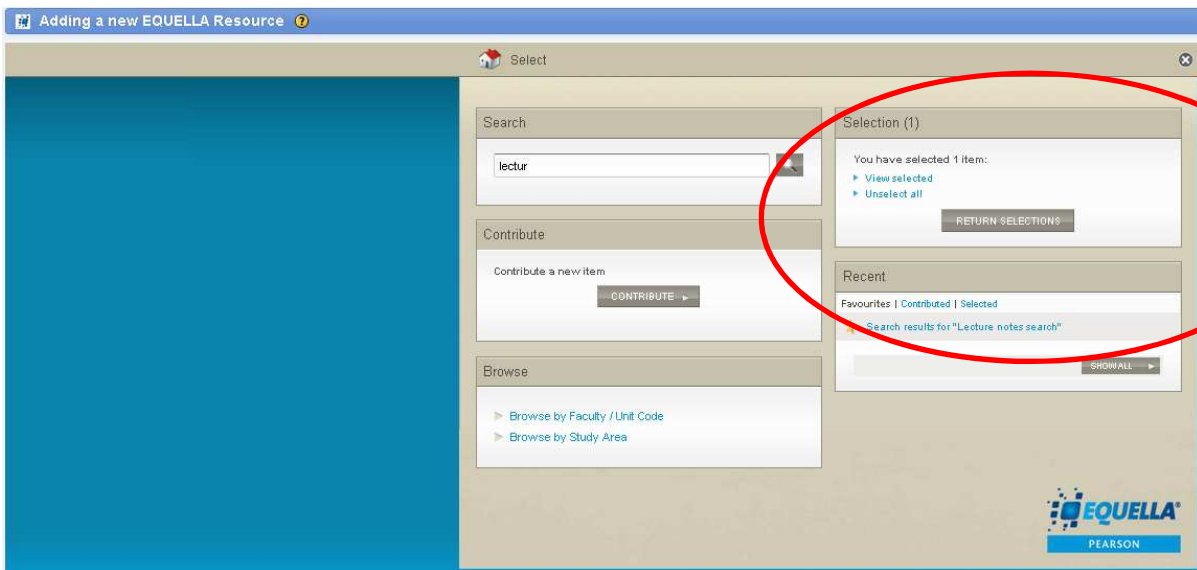 Adding a new EQUELLA Resource ?
Select
Search
lectur
Contribute
Contribute a new item
CONTRIBUTE
Browse
Browse by Faculty / Unit Code
Browse by Study Area
Selection (1)
You have selected 1 item:
View selected
Unselect all
RETURN SELECTIONS
Recent
Favourites | Contributed | Selected
Search results for "Lecture notes search"
SHOW ALL
EQUELLA
PEARSON